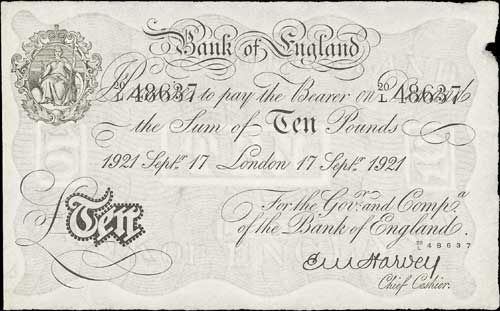 Bank of England
20/L 48637 to pay the Bearer on 20/L 48637
the Sum of Ten Pounds
1921 Septr. 17 London 17 Septr. 1921
For the Govr. and Compa
of the Bank of England.
£Ten
20/L 48637
E M Harvey
Chief Cashier.